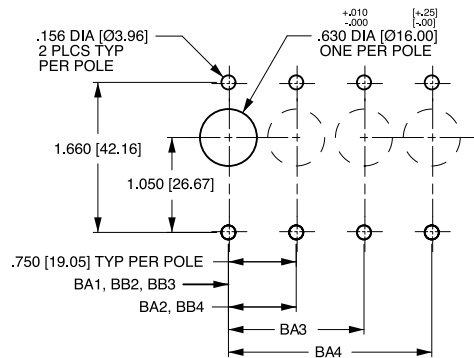 +.010
-.000
[+.25]
[-.00]
.156 DIA [Ø3.96]
2 PLCS TYP
PER POLE
.630 DIA [Ø16.00]
ONE PER POLE
1.660 [42.16]
1.050 [26.67]
.750 [19.05] TYP PER POLE
BA1, BB2, BB3
BA2, BB4
BA3
BA4